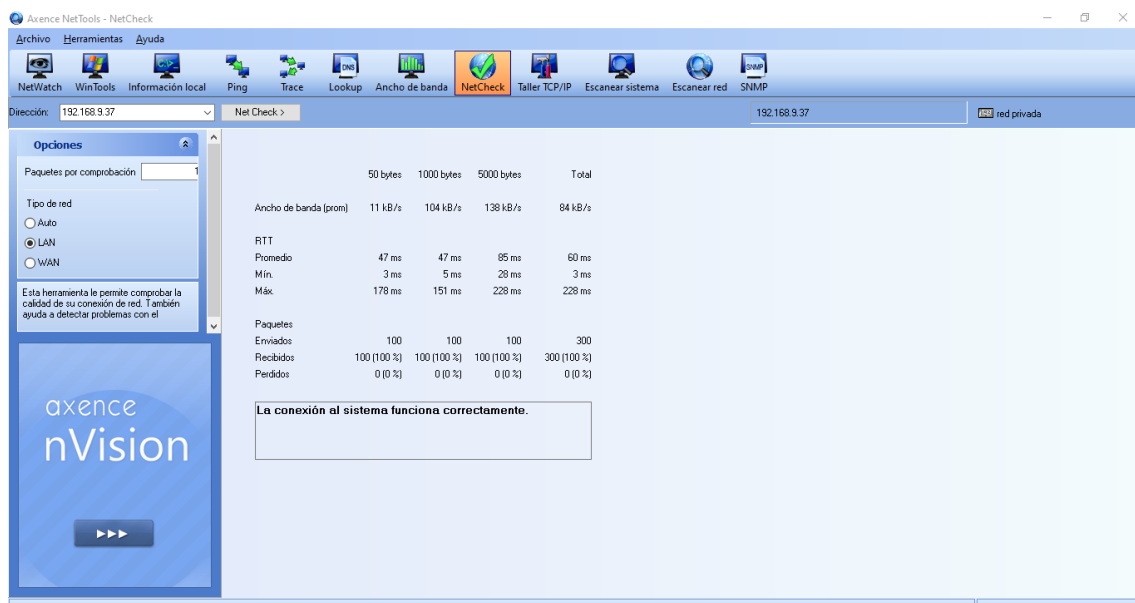 Axence NetTools - NetCheck
Archivo Herramientas Ayuda
DNS SNMP
NetWatch WinTools Información local Ping Trace Lookup Ancho de banda NetCheck Taller TCP/IP Escanear sistema Escanear red SNMP
Dirección: 192.168.9.37 Net Check > 192.168.9.37 red privada
Opciones
Paquetes por comprobación 1
Tipo de red
Auto
LAN
WAN
Esta herramienta le permite comprobar la
calidad de su conexión de red. También
ayuda a detectar problemas con el
axence
nVision
50 bytes 1000 bytes 5000 bytes Total
Ancho de banda (prom) 11 kB/s 104 kB/s 138 kB/s 84 kB/s
RTT
Promedio 47 ms 47 ms 85 ms 60 ms
Mín. 3 ms 5 ms 28 ms 3 ms
Máx. 178 ms 151 ms 228 ms 228 ms
Paquetes
Enviados 100 100 100 300
Recibidos 100 (100 %) 100 (100 %) 100 (100 %) 300 (100 %)
Perdidos 0 (0 %) 0 (0 %) 0 (0 %) 0 (0 %)
La conexión al sistema funciona correctamente.